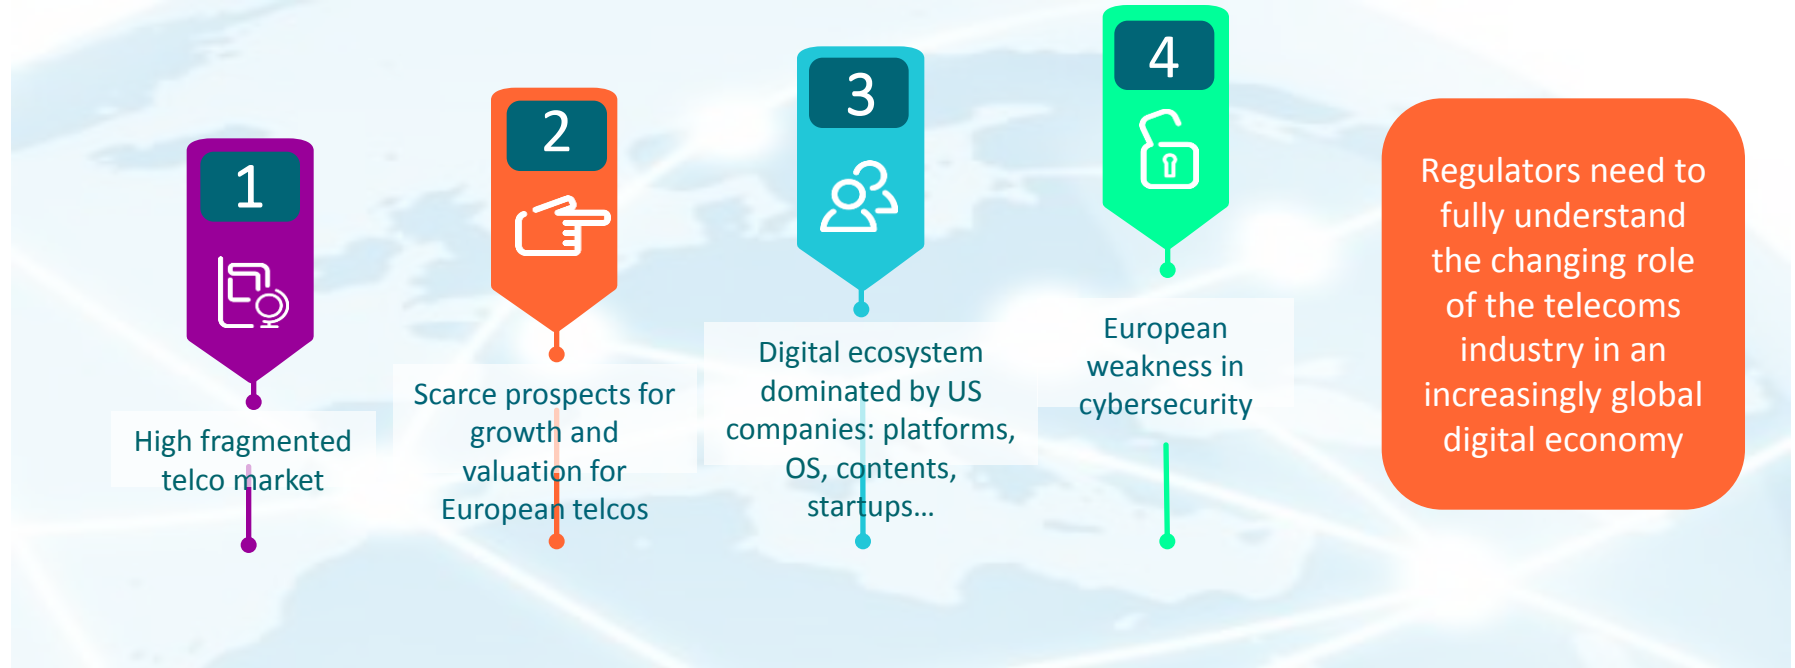 1
High fragmented
telco market
2
Scarce prospects for
growth and
valuation for
European telcos
3
Digital ecosystem
dominated by US
companies: platforms,
OS, contents,
startups...
4
European
weakness in
cybersecurity
Regulators need to
fully understand
the changing role
of the telecoms
industry in an
increasingly global
digital economy